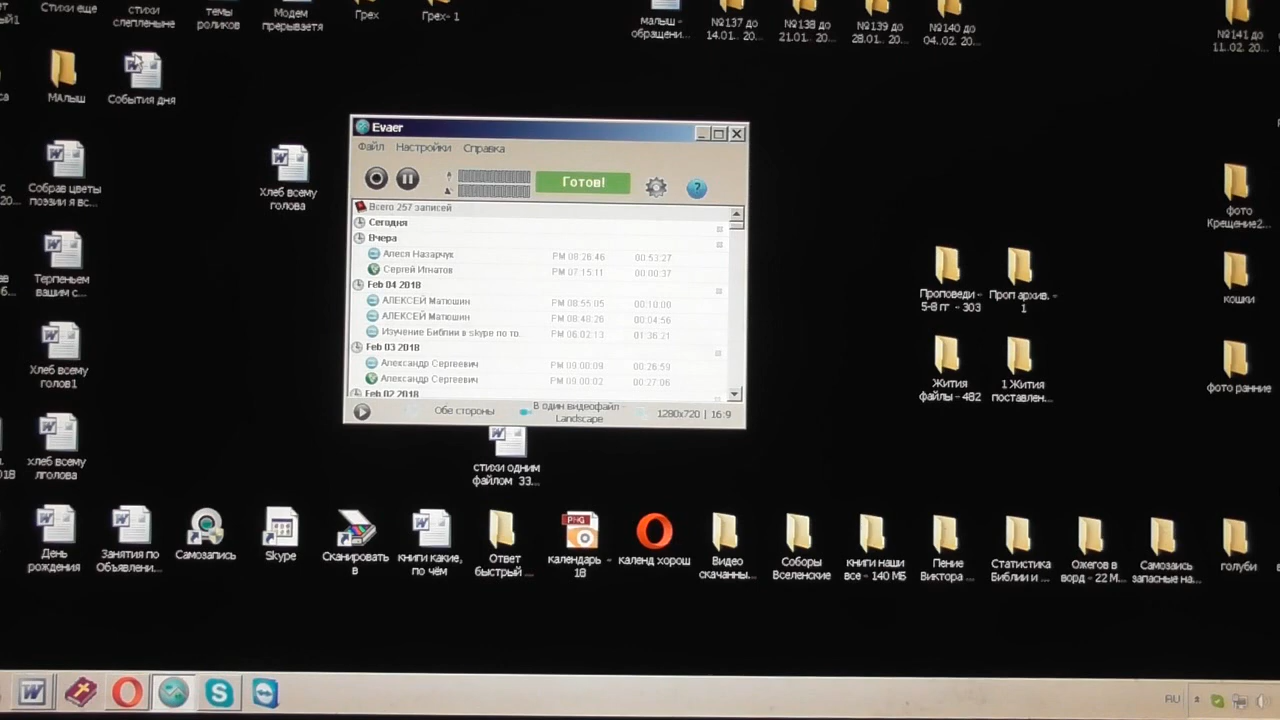 Стихи еще
стихи
слепленыне
темы
роликов
Модем
прерываетя
Грех
Грех- 1
малыш -
обращени...
№137 до
14.01.. 20...
№138 до
21.01.. 20...
№139 до
28.01.. 20...
№140 до
04..02. 20...
№141 до
11..02. 20...
МАлыш
События дня
Собрав цветы
поэзии я вс...
Хлеб всему
голова
Терпеньем
вашим с...
Хлеб всему
голов1
хлеб всему
лголова
Evaer
Файл Настройки Справка
Готов!
?
Всего 257 записей
Сегодня
Вчера
Алеся Назарчук PM 08:26:46 00:53:27
Сергей Игнатов PM 07:15:11 00:00:37
Feb 04 2018
АЛЕКСЕЙ Матюшин PM 08:55:05 00:10:00
АЛЕКСЕЙ Матюшин PM 08:48:26 00:04:56
Изучение Библии в skype по то... PM 06:02:13 01:36:21
Feb 03 2018
Александр Сергеевич PM 09:00:09 00:26:59
Александр Сергеевич PM 09:00:02 00:27:06
Feb 02 2018
Обе стороны
В один видеофайл -
Landscape
1280x720 | 16:9
стихи одним
файлом 33...
фото
Крещение2...
Проповеди -
5-8 гг - 303
Проп архив. -
1
кошки
Жития
файлы - 482
1 Жития
поставлен...
фото ранние
День
рождения
Занятия по
Объявлени...
Самозапись
Skype
Сканировать
в
книги какие,
по чём
Ответ
быстрый ...
PNG
календарь -
18
календ хорош
Видео
скачанны...
Соборы
Вселенские
книги наши
все - 140 МБ
Пение
Виктора ...
Статистика
Библии и ...
Ожегов в
ворд - 22 М...
Самозаись
запасные на...
голуби
RU